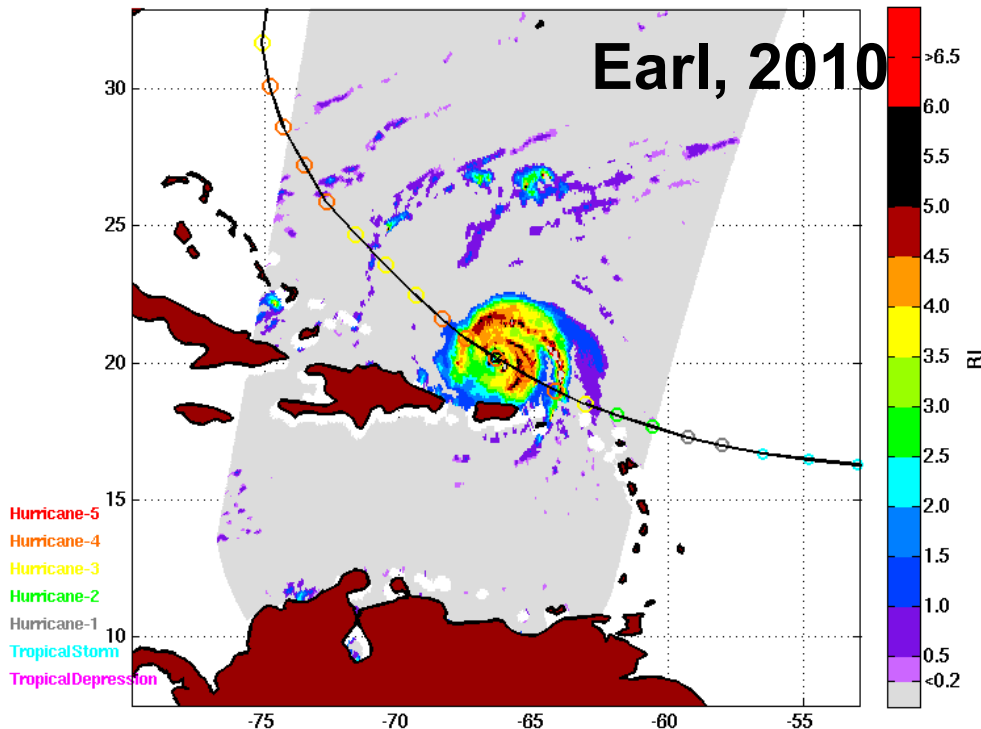 Earl, 2010
30
25
20
15
10
-75
-70
-65
-60
-55
Hurricane-5
Hurricane-4
Hurricane-3
Hurricane-2
Hurricane-1
TropicalStorm
TropicalDepression
>6.5
6.0
5.5
5.0
4.5
4.0
3.5
3.0
2.5
2.0
1.5
1.0
0.5
<0.2
RI